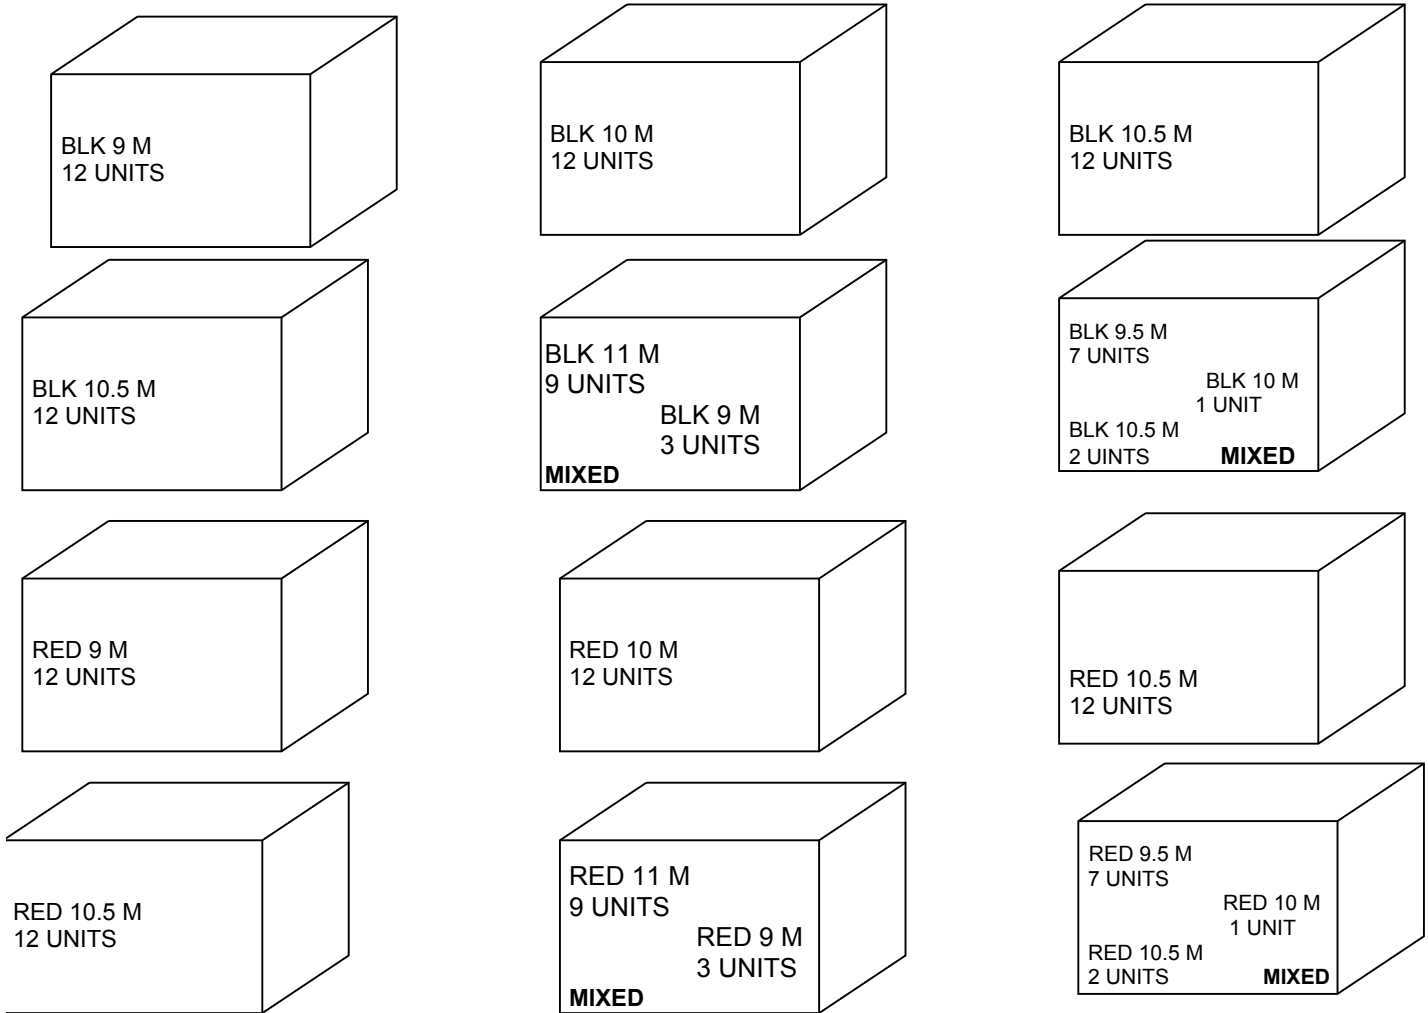 BLK 9 M
12 UNITS
BLK 10 M
12 UNITS
BLK 10.5 M
12 UNITS
BLK 10.5 M
12 UNITS
BLK 11 M
9 UNITS
BLK 9 M
3 UNITS
MIXED
BLK 9.5 M
7 UNITS
BLK 10 M
1 UNIT
BLK 10.5 M
2 UINTS
MIXED
RED 9 M
12 UNITS
RED 10 M
12 UNITS
RED 10.5 M
12 UNITS
RED 10.5 M
12 UNITS
RED 11 M
9 UNITS
RED 9 M
3 UNITS
MIXED
RED 9.5 M
7 UNITS
RED 10 M
1 UNIT
RED 10.5 M
2 UNITS
MIXED